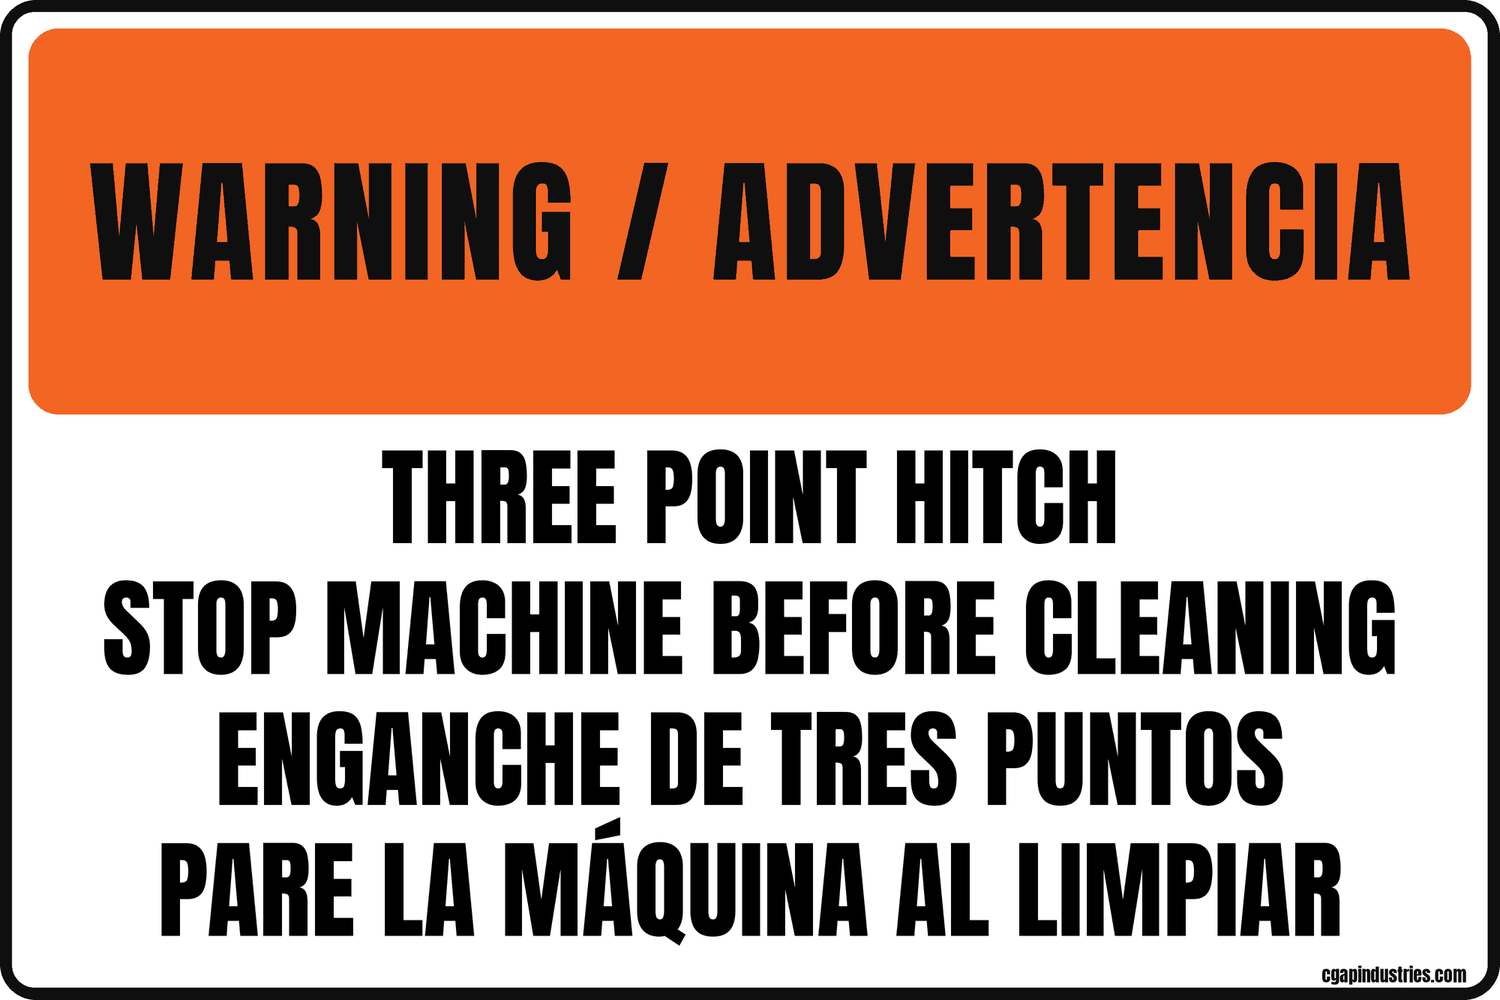 WARNING / ADVERTENCIA
THREE POINT HITCH
STOP MACHINE BEFORE CLEANING
ENGANCHE DE TRES PUNTOS
PARE LA MÁQUINA AL LIMPIAR
cgapindustries.com